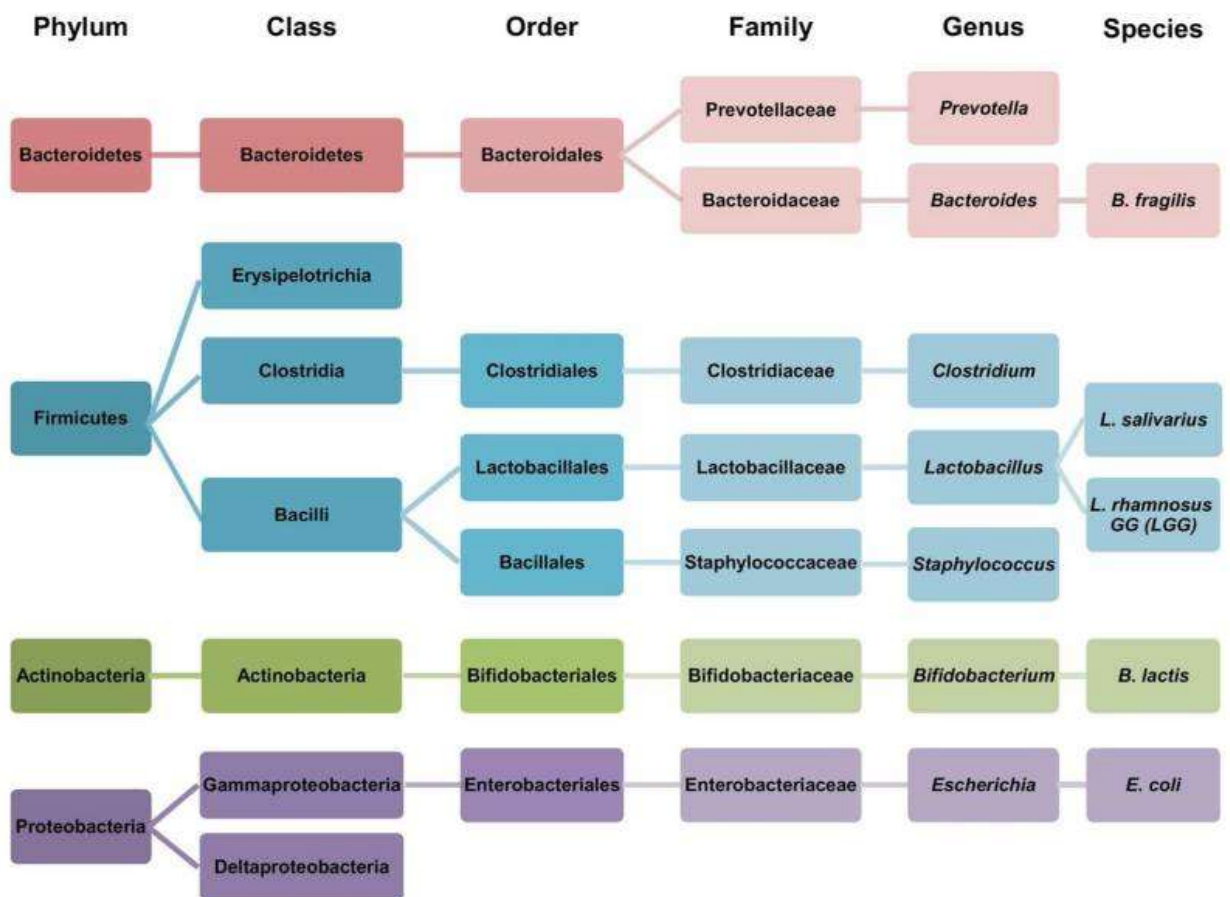 Phylum Class Order Family Genus Species
Prevotellaceae Prevotella
Bacteroidetes Bacteroidetes Bacteroidales
Bacteroidaceae Bacteroides B. fragilis
Erysipelotrichia
Clostridia Clostridiales Clostridiaceae Clostridium
Firmicutes
L. salivarius
Lactobacillales Lactobacillaceae Lactobacillus
Bacilli
L. rhamnosus
GG (LGG)
Bacillales Staphylococcaceae Staphylococcus
Actinobacteria Actinobacteria Bifidobacteriales Bifidobacteriaceae Bifidobacterium B. lactis
Gammaproteobacteria Enterobacteriales Enterobacteriaceae Escherichia E. coli
Proteobacteria
Deltaproteobacteria